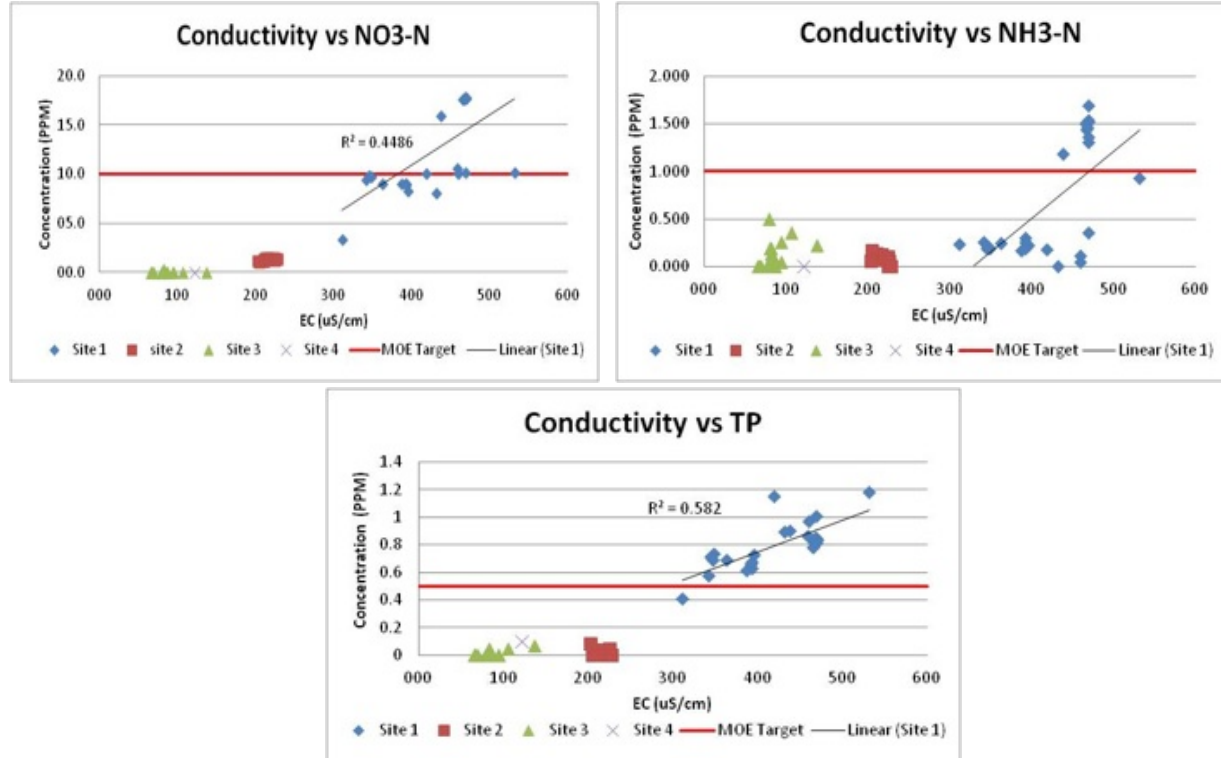 Conductivity vs NO3-N
Concentration (PPM)
20.0
15.0
10.0
05.0
00.0
R² = 0.4486
000 100 200 300 400 500 600
EC (uS/cm)
Site 1 site 2 Site 3 Site 4 MOE Target Linear (Site 1)
Conductivity vs NH3-N
Concentration (PPM)
2.000
1.500
1.000
0.500
0.000
000 100 200 300 400 500 600
EC (uS/cm)
Site 1 Site 2 Site 3 Site 4 MOE Target Linear (Site 1)
Conductivity vs TP
Concentration (PPM)
1.4
1.2
1
0.8
0.6
0.4
0.2
0
R² = 0.582
000 100 200 300 400 500 600
EC (uS/cm)
Site 1 Site 2 Site 3 Site 4 MOE Target Linear (Site 1)